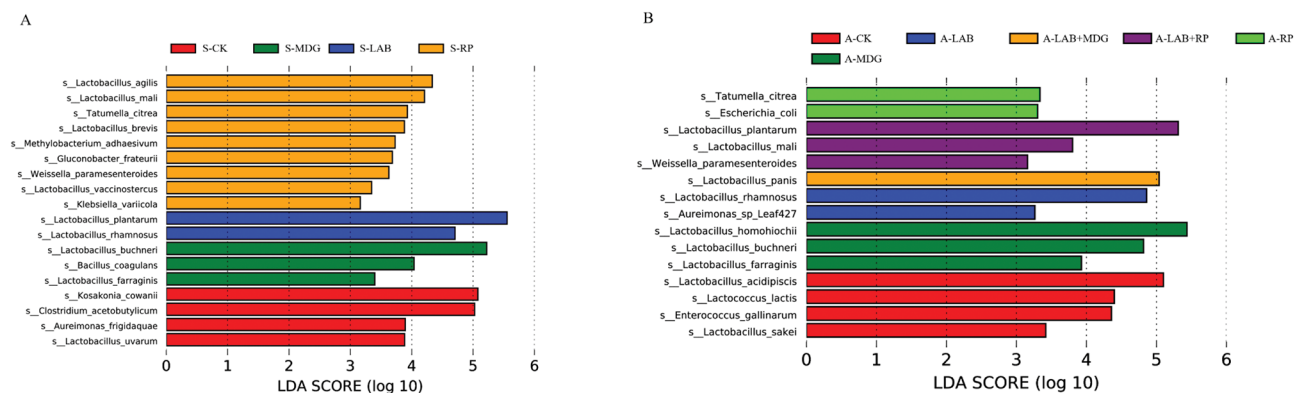 A
S-CK S-MDG S-LAB S-RP
s__Lactobacillus_agilis
s__Lactobacillus_mali
s__Tatumella_citrea
s__Lactobacillus_brevis
s__Methylobacterium_adhaesivum
s__Gluconobacter_frateurii
s__Weissella_paramesenteroides
s__Lactobacillus_vaccinostercus
s__Klebsiella_variicola
s__Lactobacillus_plantarum
s__Lactobacillus_rhamnosus
s__Lactobacillus_buchneri
s__Bacillus_coagulans
s__Lactobacillus_farraginis
s__Kosakonia_cowanii
s__Clostridium_acetobutylicum
s__Aureimonas_frigidaquae
s__Lactobacillus_uvarum
0 1 2 3 4 5 6
LDA SCORE (log 10)
B
A-CK A-LAB A-LAB+MDG A-LAB+RP A-RP
A-MDG
s__Tatumella_citrea
s__Escherichia_coli
s__Lactobacillus_plantarum
s__Lactobacillus_mali
s__Weissella_paramesenteroides
s__Lactobacillus_panis
s__Lactobacillus_rhamnosus
s__Aureimonas_sp_Leaf427
s__Lactobacillus_homohiochii
s__Lactobacillus_buchneri
s__Lactobacillus_farraginis
s__Lactobacillus_acidipiscis
s__Lactococcus_lactis
s__Enterococcus_gallinarum
s__Lactobacillus_sakei
0 1 2 3 4 5 6
LDA SCORE (log 10)